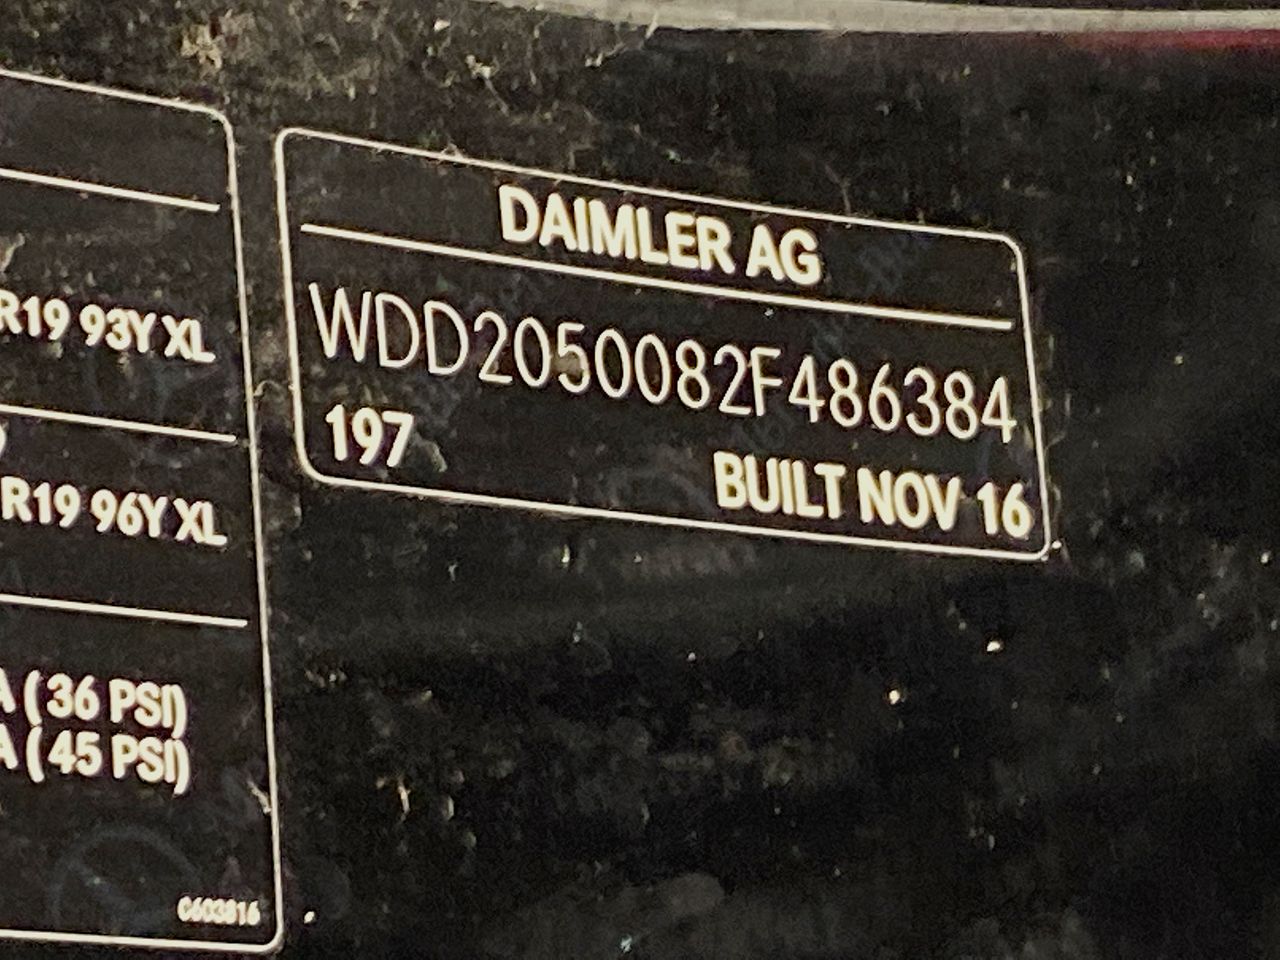 R19 93Y XL
R19 96Y XL
A ( 36 PSI)
A ( 45 PSI)
C603816
DAIMLER AG
WDD2050082F486384
197
BUILT NOV 16